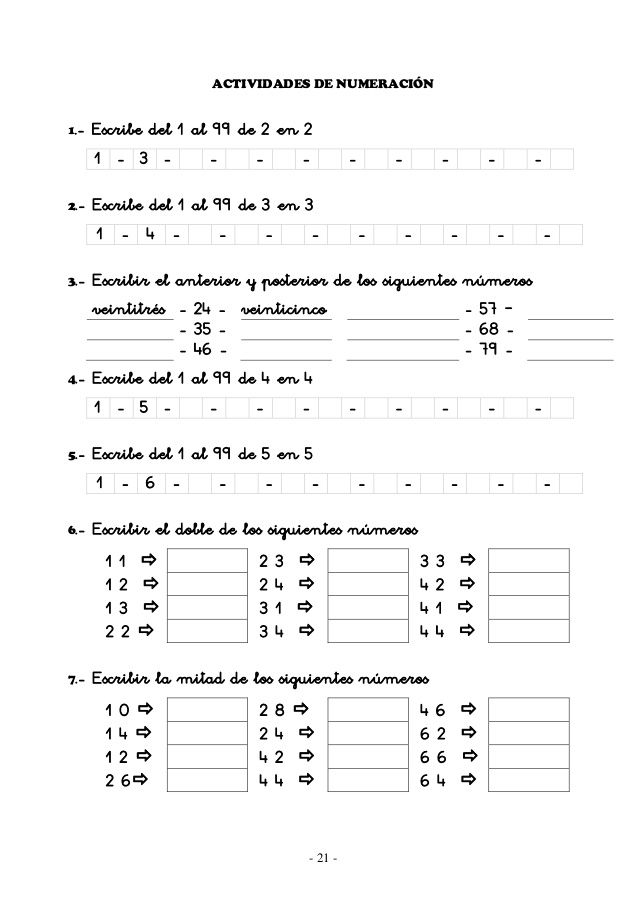 ACTIVIDADES DE NUMERACIÓN
1.- Escribe del 1 al 99 de 2 en 2
1 - 3 - - - - - - - - -
2.- Escribe del 1 al 99 de 3 en 3
1 - 4 - - - - - - - - -
3.- Escribir el anterior y posterior de los siguientes números
veintitrés - 24 - veinticinco - 57 -
- 35 - - 68 -
- 46 - - 79 -
4.- Escribe del 1 al 99 de 4 en 4
1 - 5 - - - - - - - - -
5.- Escribe del 1 al 99 de 5 en 5
1 - 6 - - - - - - - - -
6.- Escribir el doble de los siguientes números
11 ⇨ 23 ⇨ 33 ⇨
12 ⇨ 24 ⇨ 42 ⇨
13 ⇨ 31 ⇨ 41 ⇨
22 ⇨ 34 ⇨ 44 ⇨
7.- Escribir la mitad de los siguientes números
10 ⇨ 28 ⇨ 46 ⇨
14 ⇨ 24 ⇨ 62 ⇨
12 ⇨ 42 ⇨ 66 ⇨
26 ⇨ 44 ⇨ 64 ⇨
- 21 -